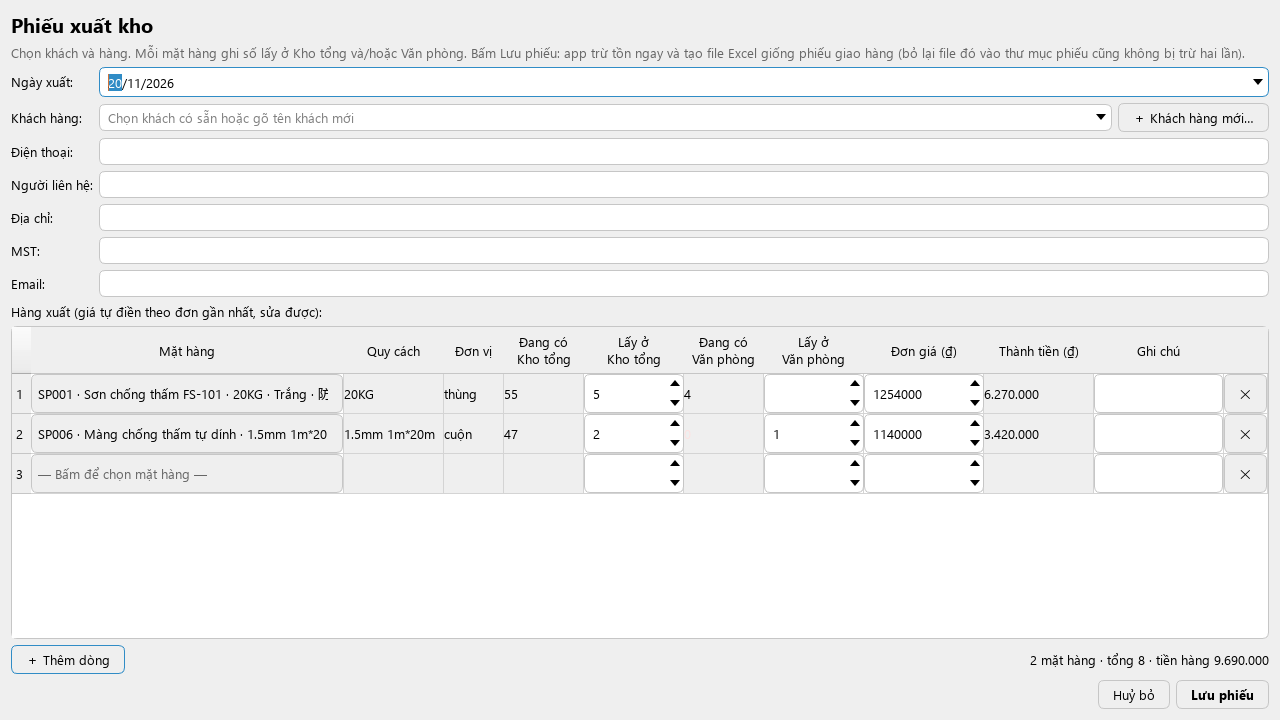 Phiếu xuất kho
Chọn khách và hàng. Mỗi mặt hàng ghi số lấy ở Kho tổng và/hoặc Văn phòng. Bấm Lưu phiếu: app trừ tồn ngay và tạo file Excel giống phiếu giao hàng (bỏ lại file đó vào thư mục phiếu cũng không bị trừ hai lần).
Ngày xuất: 20/11/2026
Khách hàng: Chọn khách có sẵn hoặc gõ tên khách mới + Khách hàng mới...
Điện thoại:
Người liên hệ:
Địa chỉ:
MST:
Email:
Hàng xuất (giá tự điền theo đơn gần nhất, sửa được):
Mặt hàng Quy cách Đơn vị Đang có Kho tổng Lấy ở Kho tổng Đang có Văn phòng Lấy ở Văn phòng Đơn giá (₫) Thành tiền (₫) Ghi chú
1 SP001 · Sơn chống thấm FS-101 · 20KG · Trắng · 防 20KG thùng 55 5 4 1254000 6.270.000 ×
2 SP006 · Màng chống thấm tự dính · 1.5mm 1m*20 1.5mm 1m*20m cuộn 47 2 1 1140000 3.420.000 ×
3 — Bấm để chọn mặt hàng — ×
+ Thêm dòng 2 mặt hàng · tổng 8 · tiền hàng 9.690.000
Huỷ bỏ Lưu phiếu